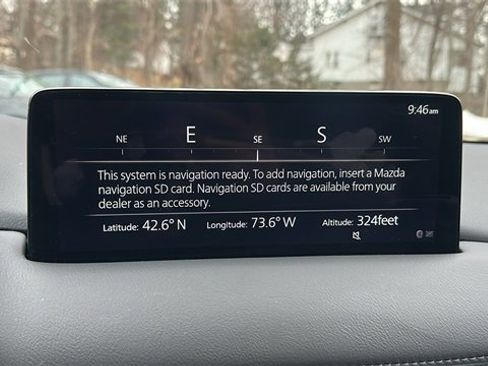 9:46am
NE E SE S SW
This system is navigation ready. To add navigation, insert a Mazda
navigation SD card. Navigation SD cards are available from your
dealer as an accessory.
Latitude: 42.6° N Longitude: 73.6° W Altitude: 324feet